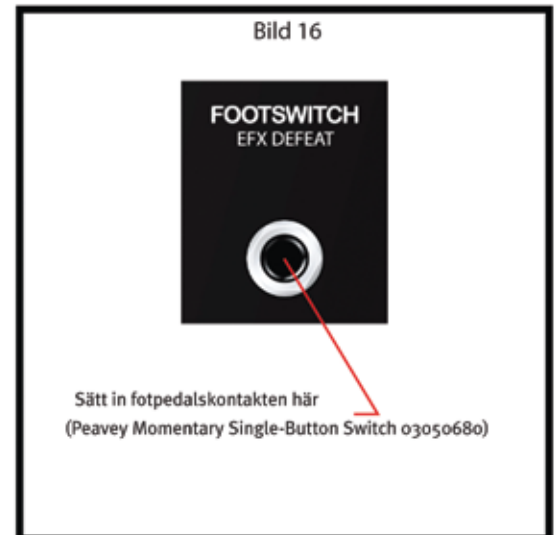 Bild 16
FOOTSWITCH
EFX DEFEAT
Sätt in fotpedalskontakten här
(Peavey Momentary Single-Button Switch 03050680)